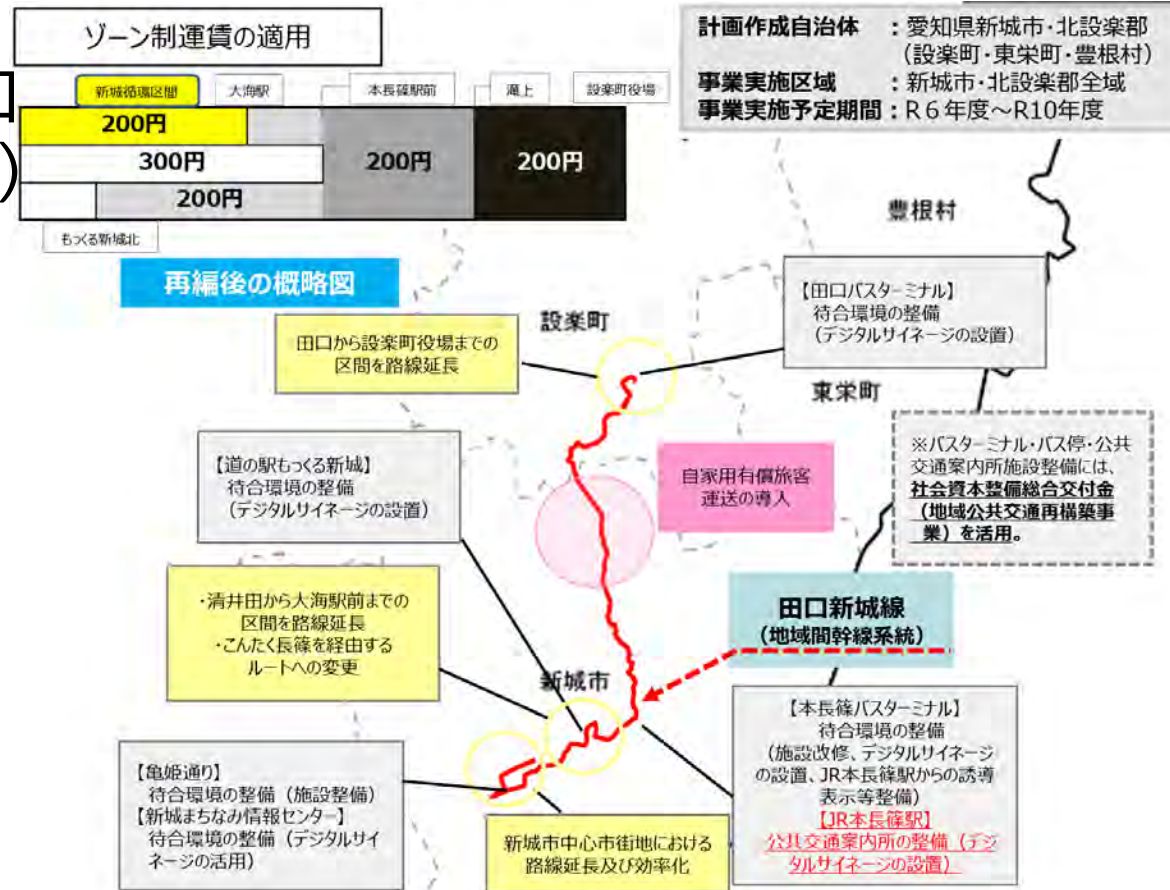 ゾーン制運賃の適用
計画作成自治体 ：愛知県新城市・北設楽郡
（設楽町・東栄町・豊根村）
事業実施区域 ：新城市・北設楽郡全域
事業実施予定期間：R６年度～R10年度
新城循環区間
大海駅
本長篠駅前
滝上
設楽町役場
200円
300円
200円
200円
200円
もっくる新城北
再編後の概略図
豊根村
設楽町
東栄町
新城市
田口から設楽町役場までの
区間を路線延長
【田口バスターミナル】
待合環境の整備
（デジタルサイネージの設置）
【道の駅もっくる新城】
待合環境の整備
（デジタルサイネージの設置）
自家用有償旅客
運送の導入
※バスターミナル・バス停・公共
交通案内所施設整備には、
社会資本整備総合交付金
（地域公共交通再構築事
業）を活用。
・清井田から大海駅前までの
区間を路線延長
・こんたく長篠を経由する
ルートへの変更
田口新城線
（地域間幹線系統）
【亀姫通り】
待合環境の整備（施設整備）
【新城まちなみ情報センター】
待合環境の整備（デジタルサイ
ネージの活用）
新城市中心市街地における
路線延長及び効率化
【本長篠バスターミナル】
待合環境の整備
（施設改修、デジタルサイネージ
の設置、JR本長篠駅からの誘導
表示等整備）
【JR本長篠駅】
公共交通案内所の整備（デジ
タルサイネージの設置）